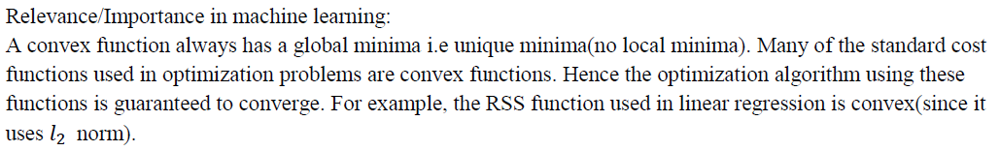 Relevance/Importance in machine learning:
A convex function always has a global minima i.e unique minima(no local minima). Many of the standard cost
functions used in optimization problems are convex functions. Hence the optimization algorithm using these
functions is guaranteed to converge. For example, the RSS function used in linear regression is convex(since it
uses l₂ norm).